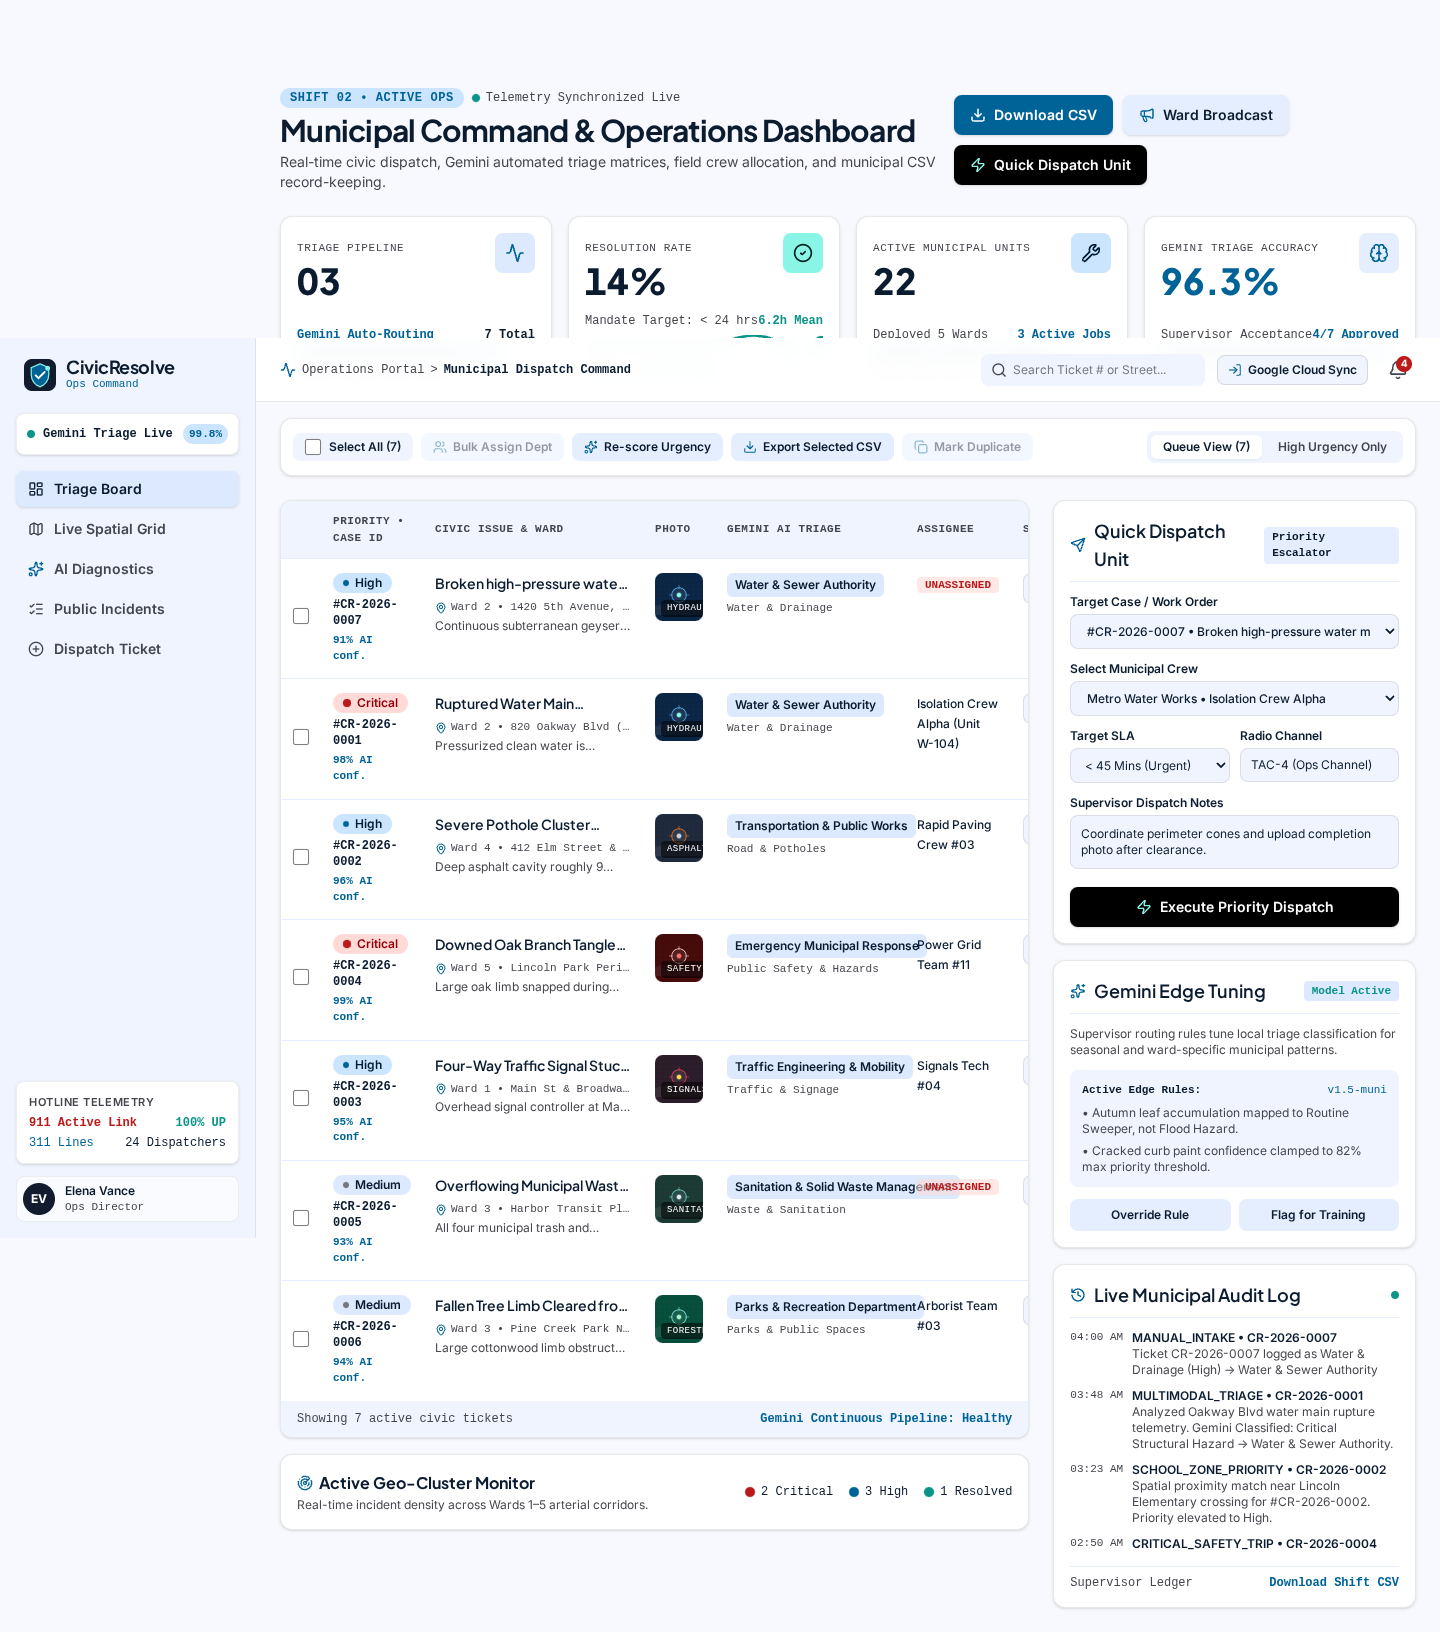 SHIFT 02 • ACTIVE OPS
Telemetry Synchronized Live
Municipal Command & Operations Dashboard
Real-time civic dispatch, Gemini automated triage matrices, field crew allocation, and municipal CSV
record-keeping.
Download CSV
Ward Broadcast
Quick Dispatch Unit
TRIAGE PIPELINE
03
Gemini Auto-Routing
7 Total
RESOLUTION RATE
14%
Mandate Target: < 24 hrs
6.2h Mean
ACTIVE MUNICIPAL UNITS
22
Deployed 5 Wards
3 Active Jobs
GEMINI TRIAGE ACCURACY
96.3%
Supervisor Acceptance
4/7 Approved
CivicResolve
Ops Command
Gemini Triage Live
99.8%
Triage Board
Live Spatial Grid
AI Diagnostics
Public Incidents
Dispatch Ticket
HOTLINE TELEMETRY
911 Active Link
100% UP
311 Lines
24 Dispatchers
EV
Elena Vance
Ops Director
Operations Portal > Municipal Dispatch Command
Search Ticket # or Street...
Google Cloud Sync
4
Select All (7)
Bulk Assign Dept
Re-score Urgency
Export Selected CSV
Mark Duplicate
Queue View (7)
High Urgency Only
PRIORITY •
CASE ID
CIVIC ISSUE & WARD
PHOTO
GEMINI AI TRIAGE
ASSIGNEE
High
#CR-2026-
0007
91% AI
conf.
Broken high-pressure wate…
Ward 2 • 1420 5th Avenue, …
Continuous subterranean geyser…
HYDRAU
Water & Sewer Authority
Water & Drainage
UNASSIGNED
Critical
#CR-2026-
0001
98% AI
conf.
Ruptured Water Main…
Ward 2 • 820 Oakway Blvd (…
Pressurized clean water is…
HYDRAU
Water & Sewer Authority
Water & Drainage
Isolation Crew
Alpha (Unit
W-104)
High
#CR-2026-
0002
96% AI
conf.
Severe Pothole Cluster…
Ward 4 • 412 Elm Street & …
Deep asphalt cavity roughly 9…
ASPHALT
Transportation & Public Works
Road & Potholes
Rapid Paving
Crew #03
Critical
#CR-2026-
0004
99% AI
conf.
Downed Oak Branch Tangle…
Ward 5 • Lincoln Park Peri…
Large oak limb snapped during…
SAFETY
Emergency Municipal Response
Public Safety & Hazards
Power Grid
Team #11
High
#CR-2026-
0003
95% AI
conf.
Four-Way Traffic Signal Stuc…
Ward 1 • Main St & Broadwa…
Overhead signal controller at Ma…
SIGNALS
Traffic Engineering & Mobility
Traffic & Signage
Signals Tech
#04
Medium
#CR-2026-
0005
93% AI
conf.
Overflowing Municipal Wast…
Ward 3 • Harbor Transit Pl…
All four municipal trash and…
SANITA
Sanitation & Solid Waste Management
Waste & Sanitation
UNASSIGNED
Medium
#CR-2026-
0006
94% AI
conf.
Fallen Tree Limb Cleared fro…
Ward 3 • Pine Creek Park N…
Large cottonwood limb obstruct…
FOREST
Parks & Recreation Department
Parks & Public Spaces
Arborist Team
#03
Showing 7 active civic tickets
Gemini Continuous Pipeline: Healthy
Active Geo-Cluster Monitor
Real-time incident density across Wards 1–5 arterial corridors.
2 Critical
3 High
1 Resolved
Quick Dispatch
Unit
Priority
Escalator
Target Case / Work Order
#CR-2026-0007 • Broken high-pressure water m
Select Municipal Crew
Metro Water Works • Isolation Crew Alpha
Target SLA
Radio Channel
< 45 Mins (Urgent)
TAC-4 (Ops Channel)
Supervisor Dispatch Notes
Coordinate perimeter cones and upload completion
photo after clearance.
Execute Priority Dispatch
Gemini Edge Tuning
Model Active
Supervisor routing rules tune local triage classification for
seasonal and ward-specific municipal patterns.
Active Edge Rules:
v1.5-muni
• Autumn leaf accumulation mapped to Routine
Sweeper, not Flood Hazard.
• Cracked curb paint confidence clamped to 82%
max priority threshold.
Override Rule
Flag for Training
Live Municipal Audit Log
04:00 AM
MANUAL_INTAKE • CR-2026-0007
Ticket CR-2026-0007 logged as Water &
Drainage (High) → Water & Sewer Authority
03:48 AM
MULTIMODAL_TRIAGE • CR-2026-0001
Analyzed Oakway Blvd water main rupture
telemetry. Gemini Classified: Critical
Structural Hazard → Water & Sewer Authority.
03:23 AM
SCHOOL_ZONE_PRIORITY • CR-2026-0002
Spatial proximity match near Lincoln
Elementary crossing for #CR-2026-0002.
Priority elevated to High.
02:50 AM
CRITICAL_SAFETY_TRIP • CR-2026-0004
Supervisor Ledger
Download Shift CSV